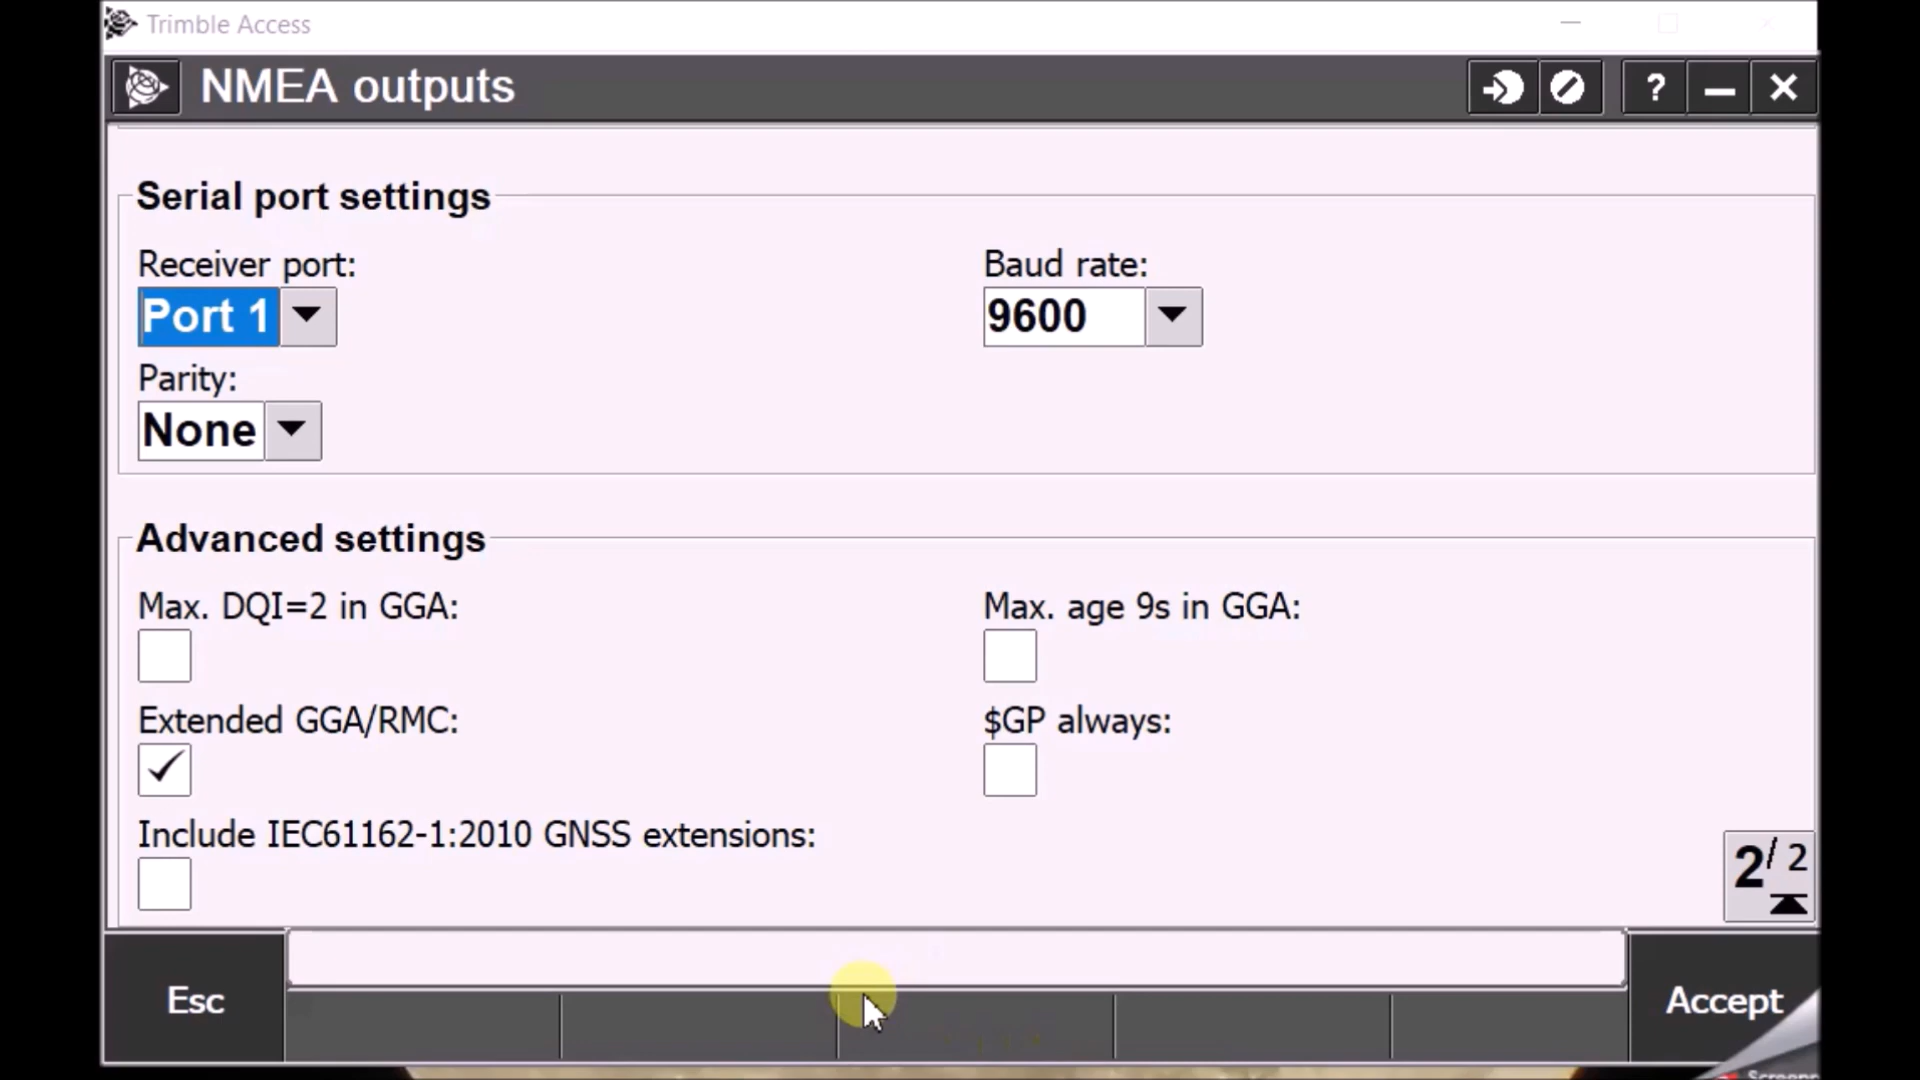 Trimble Access
NMEA outputs
?
Serial port settings
Receiver port:
Baud rate:
Port 1
9600
Parity:
None
Advanced settings
Max. DQI=2 in GGA:
Max. age 9s in GGA:
Extended GGA/RMC:
$GP always:
Include IEC61162-1:2010 GNSS extensions:
2/2
Esc
Accept